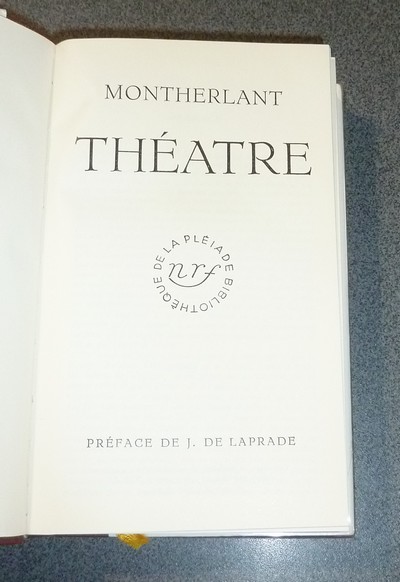 MONTHERLANT
THÉATRE
BIBLIOTHÈQUE DE LA PLÉIADE
nrf
PRÉFACE DE J. DE LAPRADE